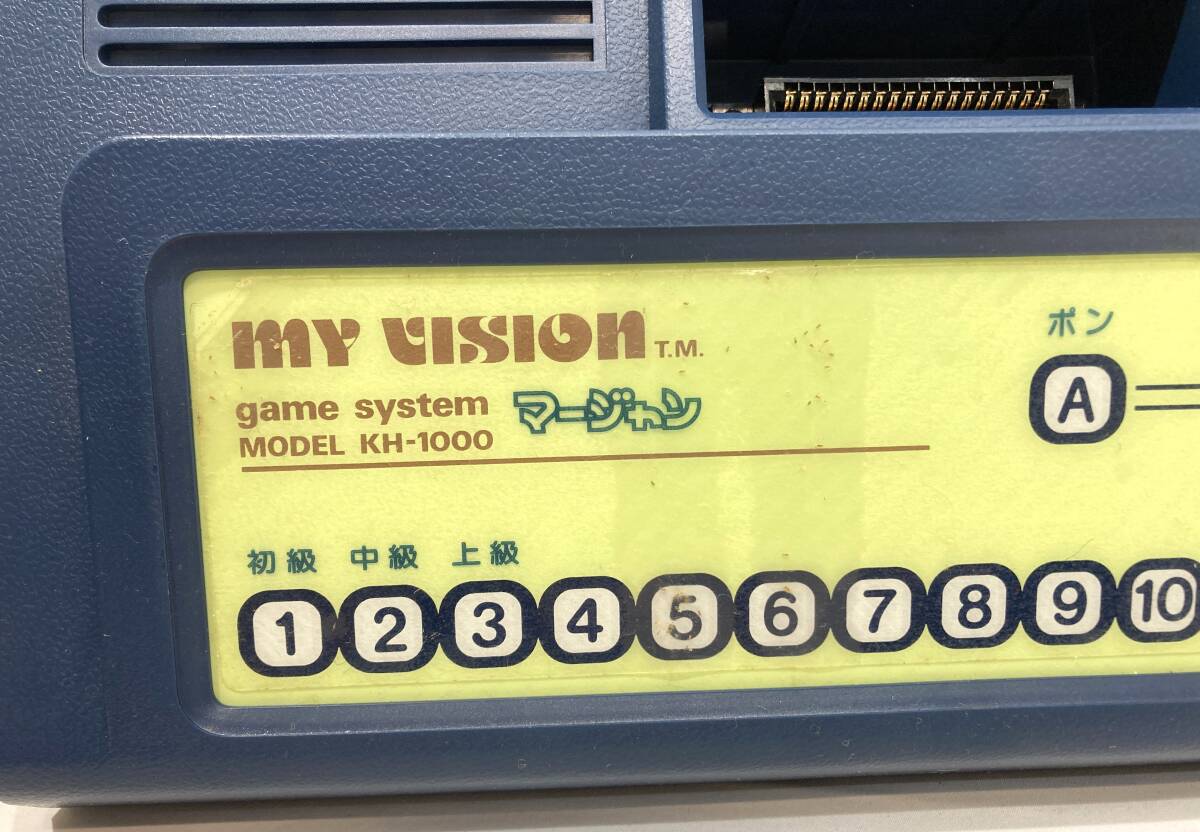 my vision T.M.
game system マージャン
MODEL KH-1000
ポン
A
初級 中級 上級
1 2 3 4 5 6 7 8 9 10